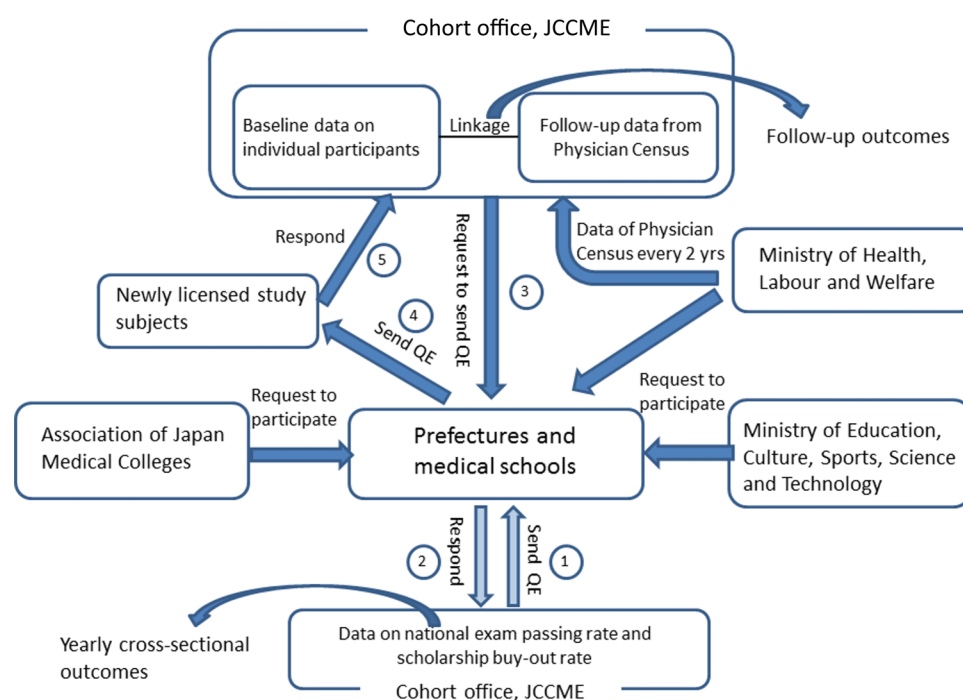 Cohort office, JCCME
Baseline data on
individual participants
Linkage
Follow-up data from
Physician Census
Follow-up outcomes
Respond
5
Request to send QE
3
Data of Physician
Census every 2 yrs
Ministry of Health,
Labour and Welfare
Newly licensed study
subjects
4
Send QE
Request to
participate
Request to
participate
Association of Japan
Medical Colleges
Prefectures and
medical schools
Ministry of Education,
Culture, Sports, Science
and Technology
2
Respond
Send QE
1
Yearly cross-sectional
outcomes
Data on national exam passing rate and
scholarship buy-out rate
Cohort office, JCCME